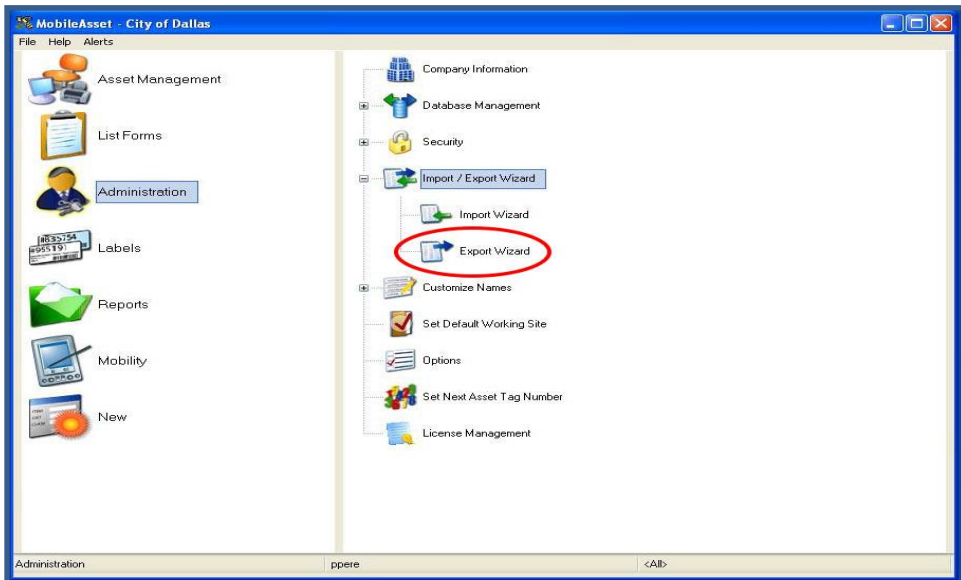 MobileAsset - City of Dallas
File Help Alerts
Asset Management
List Forms
Administration
Labels
Reports
Mobility
New
Company Information
Database Management
Security
Import / Export Wizard
Import Wizard
Export Wizard
Customize Names
Set Default Working Site
Options
Set Next Asset Tag Number
License Management
Administration ppere <All>